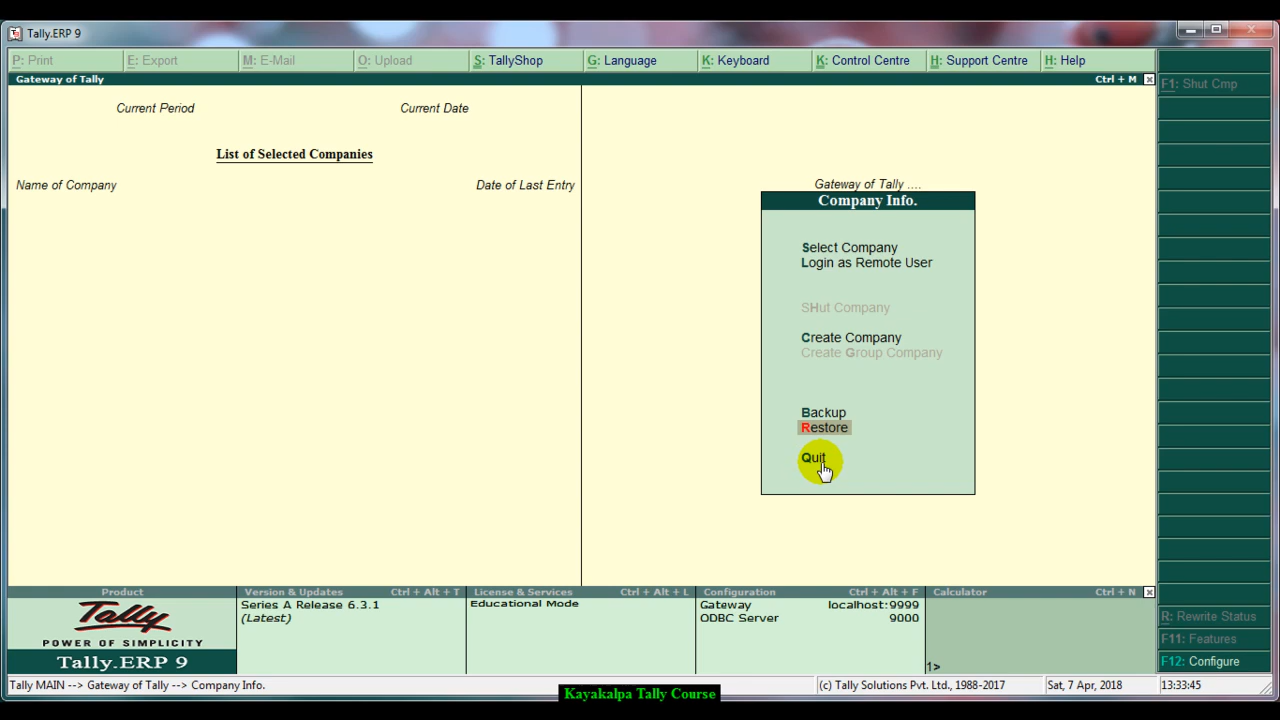 Tally.ERP 9
P: Print
E: Export
M: E-Mail
O: Upload
S: TallyShop
G: Language
K: Keyboard
K: Control Centre
H: Support Centre
H: Help
Gateway of Tally
Ctrl + M
F1: Shut Cmp
Current Period
Current Date
List of Selected Companies
Name of Company
Date of Last Entry
Gateway of Tally ....
Company Info.
Select Company
Login as Remote User
SHut Company
Create Company
Create Group Company
Backup
Restore
Quit
R: Rewrite Status
F11: Features
F12: Configure
Product
Tally
POWER OF SIMPLICITY
Tally.ERP 9
Version & Updates
Ctrl + Alt + T
Series A Release 6.3.1
(Latest)
License & Services
Ctrl + Alt + L
Educational Mode
Configuration
Ctrl + Alt + F
Gateway
localhost:9999
ODBC Server
9000
Calculator
Ctrl + N
1>
Tally MAIN --> Gateway of Tally --> Company Info.
(c) Tally Solutions Pvt. Ltd., 1988-2017
Sat, 7 Apr, 2018
13:33:45
Kayakalpa Tally Course